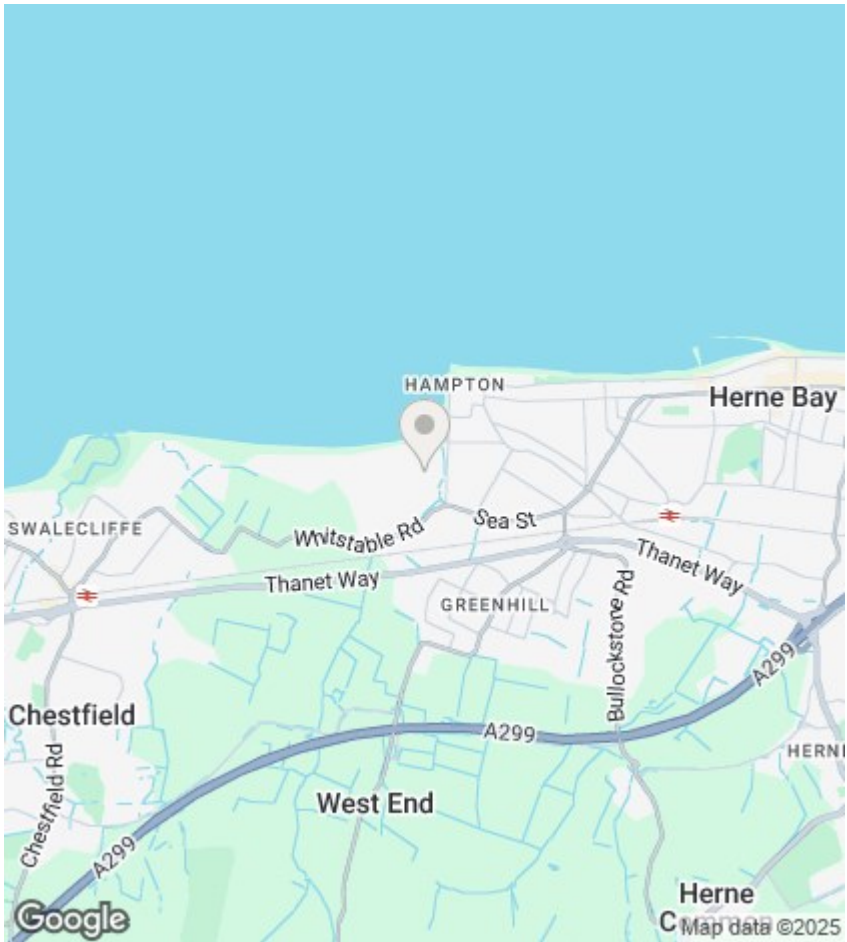 HAMPTON
Herne Bay
SWALECLIFFE
Whitstable Rd
Sea St
Thanet Way
Thanet Way
GREENHILL
Bullockstone Rd
A299
Chestfield
A299
HERNE
Chestfield Rd
West End
A299
Herne
Common
Google
Map data ©2025